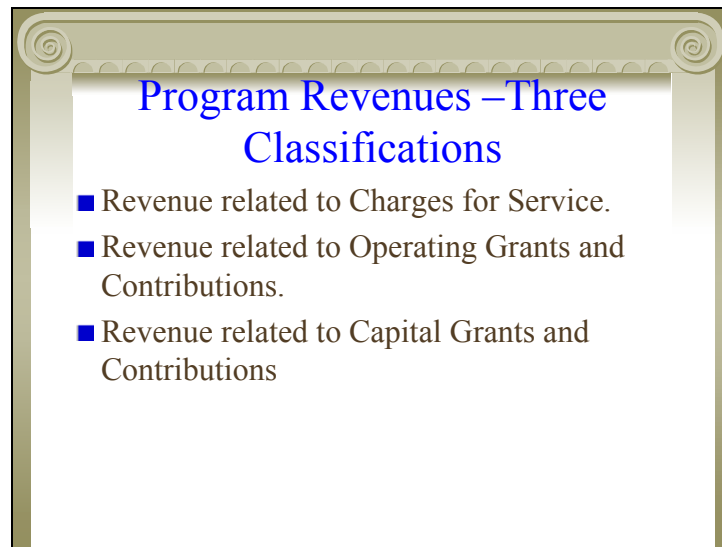 Program Revenues –Three
Classifications
Revenue related to Charges for Service.
Revenue related to Operating Grants and
Contributions.
Revenue related to Capital Grants and
Contributions